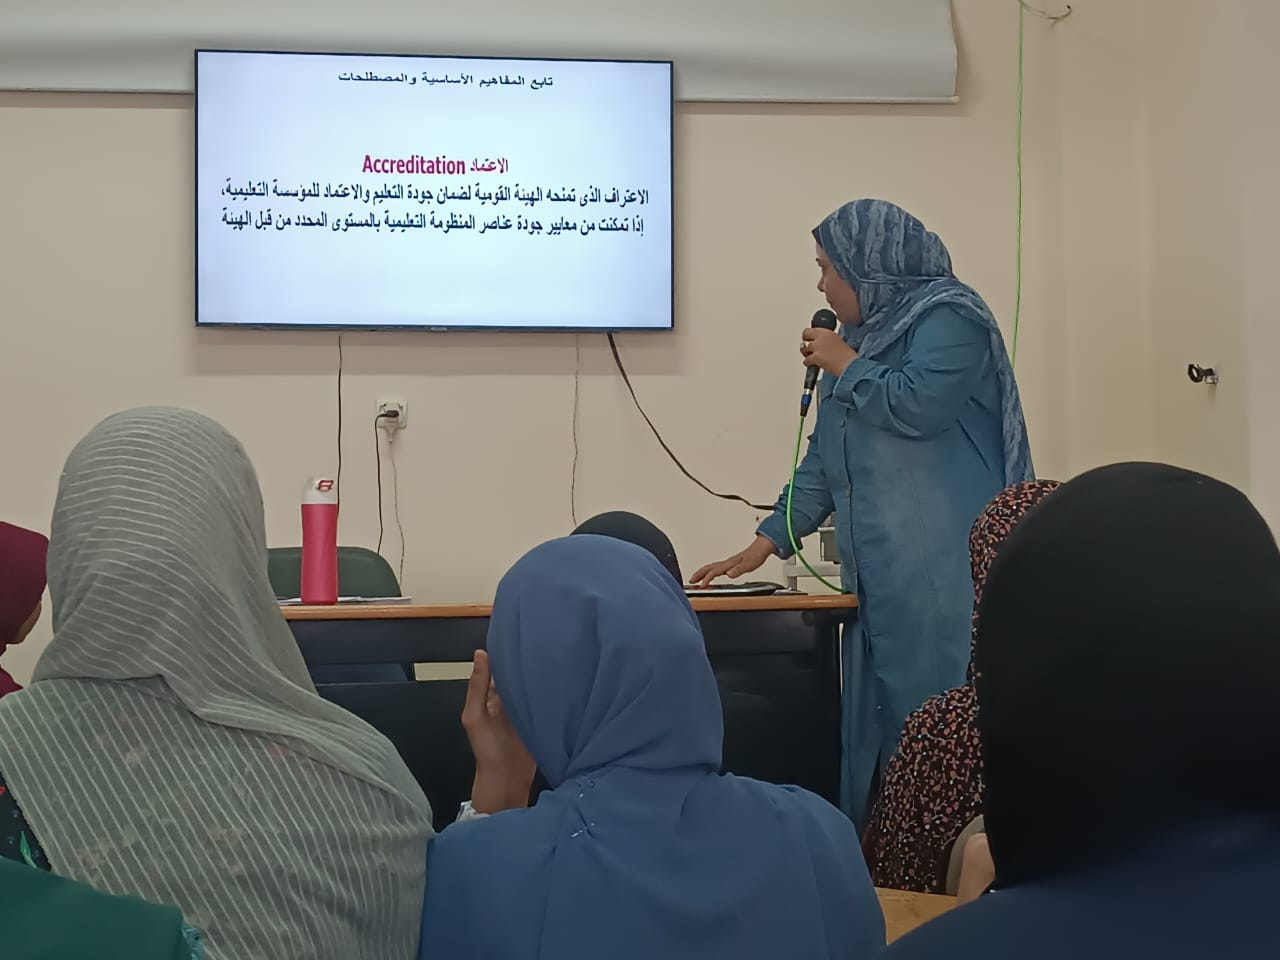 تابع المفاهيم الأساسية والمصطلحات
الاعتماد Accreditation
الاعتراف الذى تمنحه الهيئة القومية لضمان جودة التعليم والاعتماد للمؤسسة التعليمية،
إذا تمكنت من معايير جودة عناصر المنظومة التعليمية بالمستوى المحدد من قبل الهيئة